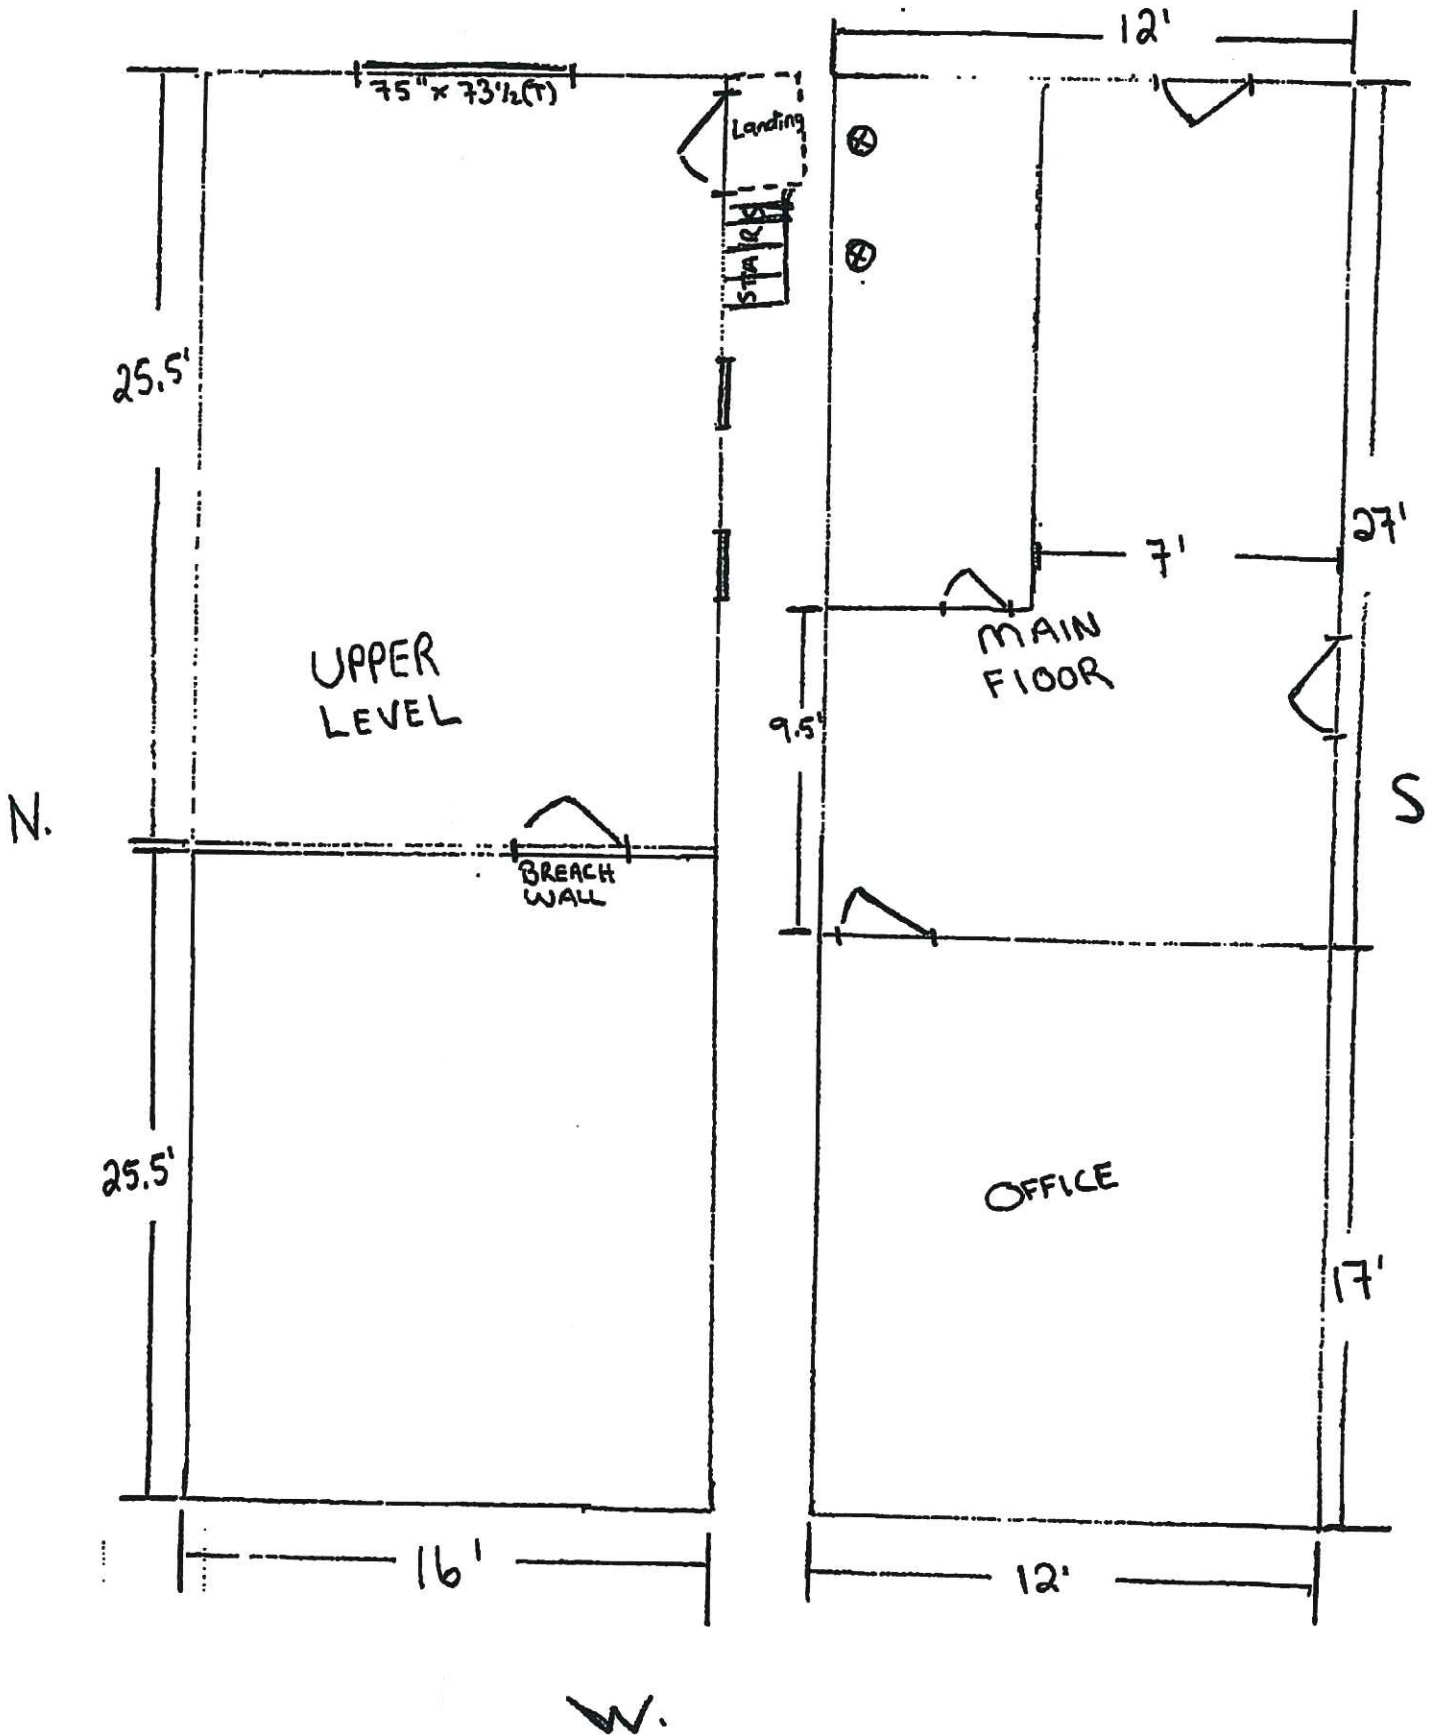 12'
75" x 73 1/2(T)
Landing
STAIRS
25.5'
27'
7'
MAIN
FLOOR
UPPER
LEVEL
9.5'
N.
S
BREACH
WALL
25.5'
OFFICE
17'
16'
12'
W.